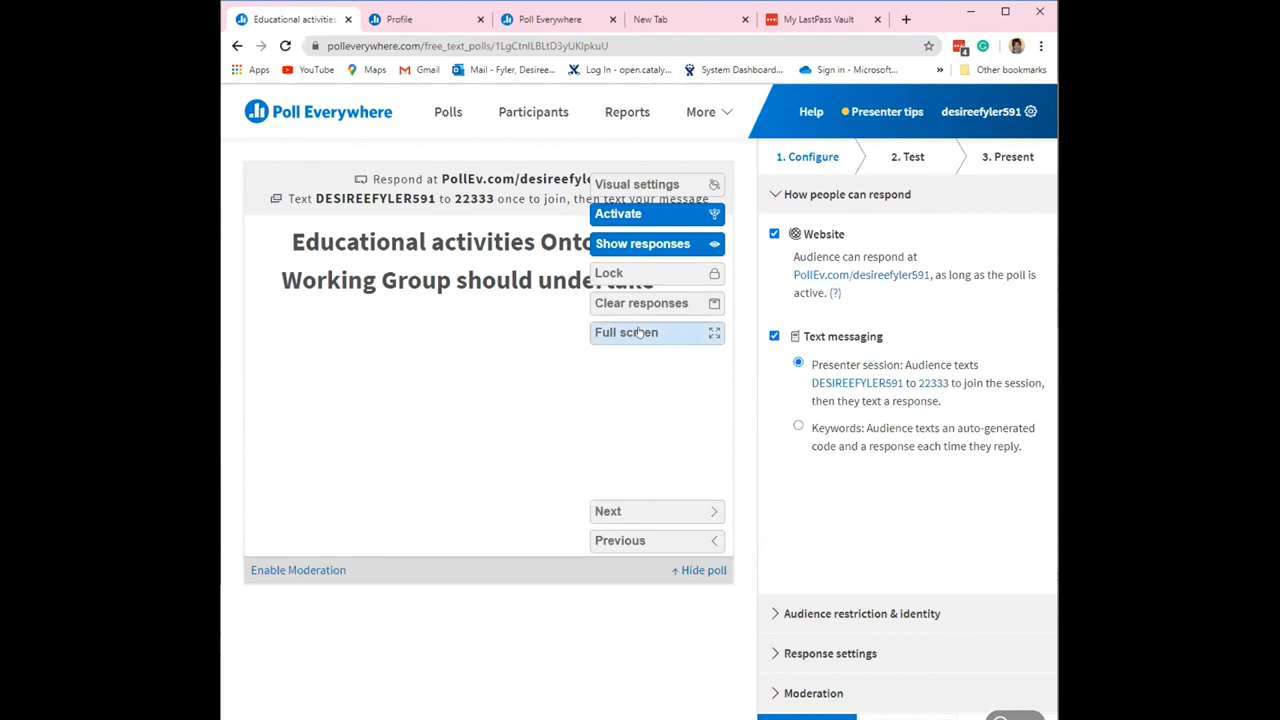 Educational activities
Profile
Poll Everywhere
New Tab
My LastPass Vault
polleverywhere.com/free_text_polls/1LgCtnILBLtD3yUKlpkuU
Apps
YouTube
Maps
Gmail
Mail - Fyler, Desiree...
Log In - open.cataly...
System Dashboard...
Sign in - Microsoft...
»
Other bookmarks
Poll Everywhere
Polls
Participants
Reports
More
Help
Presenter tips
desireefyler591
1. Configure
2. Test
3. Present
Respond at PollEv.com/desireefyle
Text DESIREEFYLER591 to 22333 once to join, then text your message
Educational activities Onto
Working Group should undertake
Visual settings
Activate
Show responses
Lock
Clear responses
Full screen
Next
Previous
Enable Moderation
Hide poll
How people can respond
Website
Audience can respond at
PollEv.com/desireefyler591, as long as the poll is
active. (?)
Text messaging
Presenter session: Audience texts
DESIREEFYLER591 to 22333 to join the session,
then they text a response.
Keywords: Audience texts an auto-generated
code and a response each time they reply.
Audience restriction & identity
Response settings
Moderation